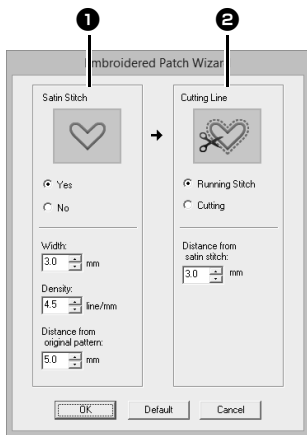 1 2
Embroidered Patch Wizard
Satin Stitch
Yes
No
Width:
3.0 mm
Density:
4.5 line/mm
Distance from
original pattern:
5.0 mm
Cutting Line
Running Stitch
Cutting
Distance from
satin stitch:
3.0 mm
OK Default Cancel